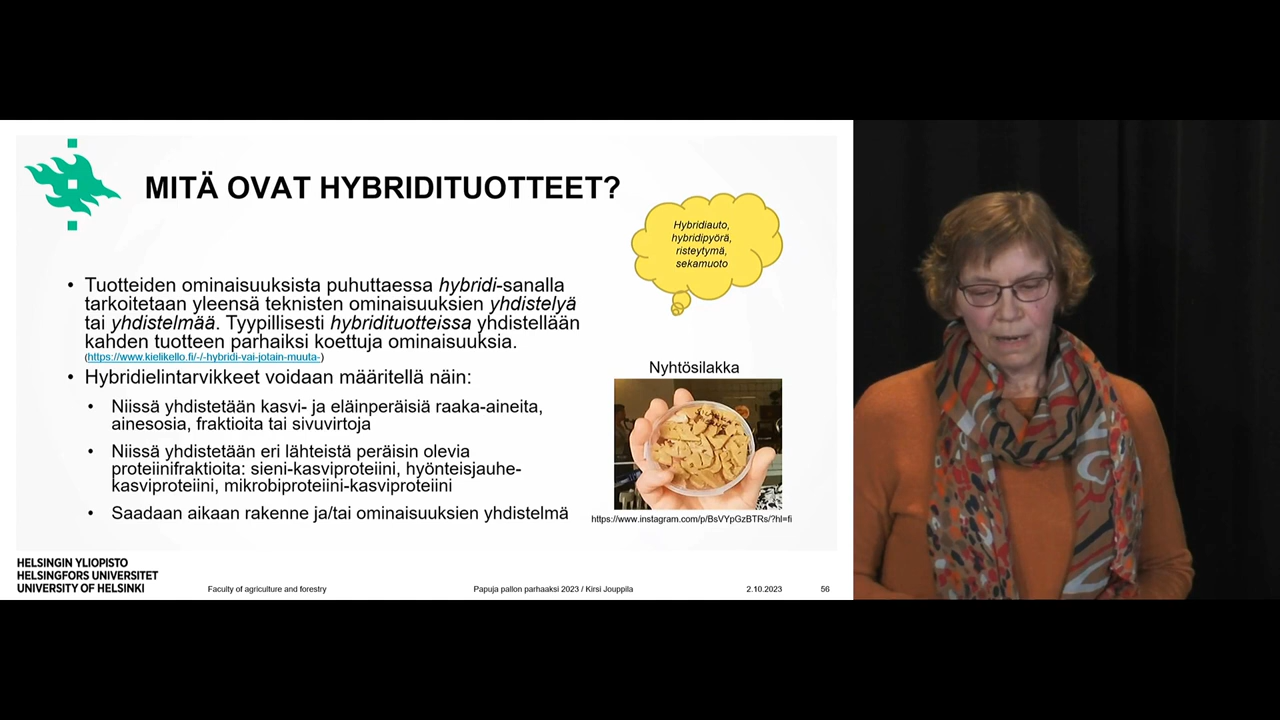 MITÄ OVAT HYBRIDITUOTTEET?
Hybridiauto,
hybridipyörä,
risteytymä,
sekamuoto
• Tuotteiden ominaisuuksista puhuttaessa hybridi-sanalla
tarkoitetaan yleensä teknisten ominaisuuksien yhdistelyä
tai yhdistelmää. Tyypillisesti hybridituotteissa yhdistellään
kahden tuotteen parhaiksi koettuja ominaisuuksia.
(https://www.kielikello.fi/-/-hybridi-vai-jotain-muuta-)
• Hybridielintarvikkeet voidaan määritellä näin:
• Niissä yhdistetään kasvi- ja eläinperäisiä raaka-aineita,
ainesosia, fraktioita tai sivuvirtoja
• Niissä yhdistetään eri lähteistä peräisin olevia
proteiinifraktioita: sieni-kasviproteiini, hyönteisjauhe-
kasviproteiini, mikrobiproteiini-kasviproteiini
• Saadaan aikaan rakenne ja/tai ominaisuuksien yhdistelmä
Nyhtösilakka
https://www.instagram.com/p/BsVYpGzBTRs/?hl=fi
HELSINGIN YLIOPISTO
HELSINGFORS UNIVERSITET
UNIVERSITY OF HELSINKI
Faculty of agriculture and forestry
Papuja pallon parhaaksi 2023 / Kirsi Jouppila
2.10.2023
56